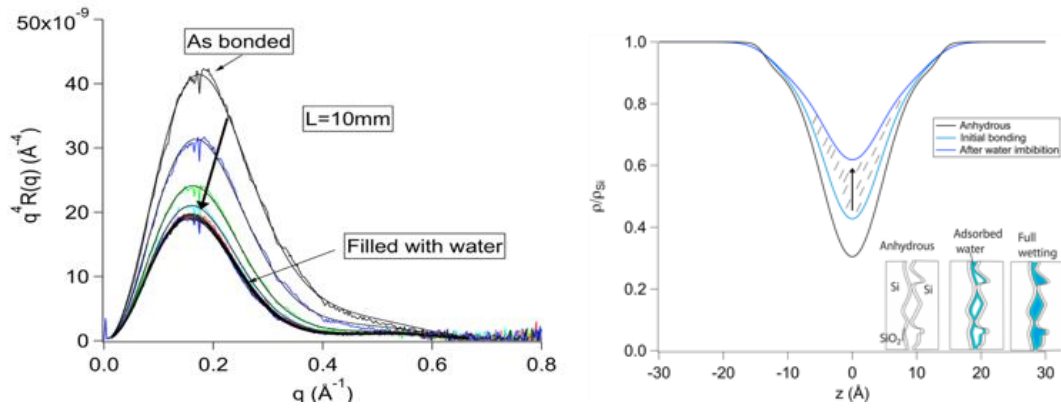 50x10⁻⁹
As bonded
40
L=10mm
30
20
Filled with water
10
0
0.0
0.2
0.4
0.6
0.8
q⁴R(q) (Å⁻⁴)
q (Å⁻¹)
1.0
0.8
0.6
0.4
0.2
0.0
ρ/ρSi
Anhydrous
Initial bonding
After water imbibition
Anhydrous
Adsorbed
water
Full
wetting
Si
Si
SiO₂
-30
-20
-10
0
10
20
30
z (Å)